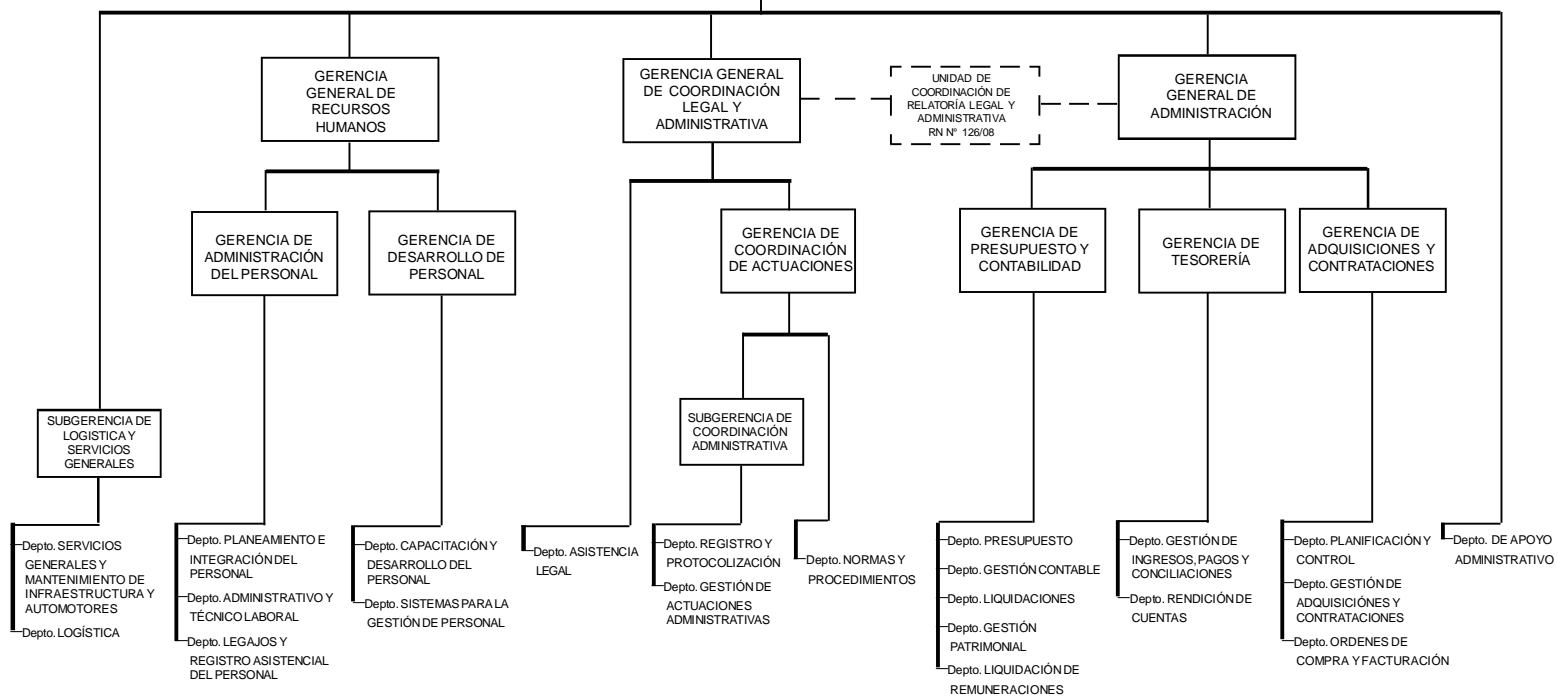 GERENCIA
GENERAL DE
RECURSOS
HUMANOS
GERENCIA GENERAL
DE COORDINACIÓN
LEGAL Y
ADMINISTRATIVA
UNIDAD DE
COORDINACIÓN DE
RELATORÍA LEGAL Y
ADMINISTRATIVA
RN N° 126/08
GERENCIA
GENERAL DE
ADMINISTRACIÓN
GERENCIA DE
ADMINISTRACIÓN
DEL PERSONAL
GERENCIA DE
DESARROLLO DE
PERSONAL
GERENCIA DE
COORDINACIÓN
DE ACTUACIONES
GERENCIA DE
PRESUPUESTO Y
CONTABILIDAD
GERENCIA DE
TESORERÍA
GERENCIA DE
ADQUISICIONES Y
CONTRATACIONES
SUBGERENCIA DE
LOGISTICA Y
SERVICIOS
GENERALES
SUBGERENCIA DE
COORDINACIÓN
ADMINISTRATIVA
Depto. SERVICIOS
GENERALES Y
MANTENIMIENTO DE
INFRAESTRUCTURA Y
AUTOMOTORES
Depto. LOGÍSTICA
Depto. PLANEAMIENTO E
INTEGRACIÓN DEL
PERSONAL
Depto. ADMINISTRATIVO Y
TÉCNICO LABORAL
Depto. LEGAJOS Y
REGISTRO ASISTENCIAL
DEL PERSONAL
Depto. CAPACITACIÓN Y
DESARROLLO DEL
PERSONAL
Depto. SISTEMAS PARA LA
GESTIÓN DE PERSONAL
Depto. ASISTENCIA
LEGAL
Depto. REGISTRO Y
PROTOCOLIZACIÓN
Depto. GESTIÓN DE
ACTUACIONES
ADMINISTRATIVAS
Depto. NORMAS Y
PROCEDIMIENTOS
Depto. PRESUPUESTO
Depto. GESTIÓN CONTABLE
Depto. LIQUIDACIONES
Depto. GESTIÓN
PATRIMONIAL
Depto. LIQUIDACIÓN DE
REMUNERACIONES
Depto. GESTIÓN DE
INGRESOS, PAGOS Y
CONCILIACIONES
Depto. RENDICIÓN DE
CUENTAS
Depto. PLANIFICACIÓN Y
CONTROL
Depto. GESTIÓN DE
ADQUISICIÓNES Y
CONTRATACIONES
Depto. ORDENES DE
COMPRA Y FACTURACIÓN
Depto. DE APOYO
ADMINISTRATIVO